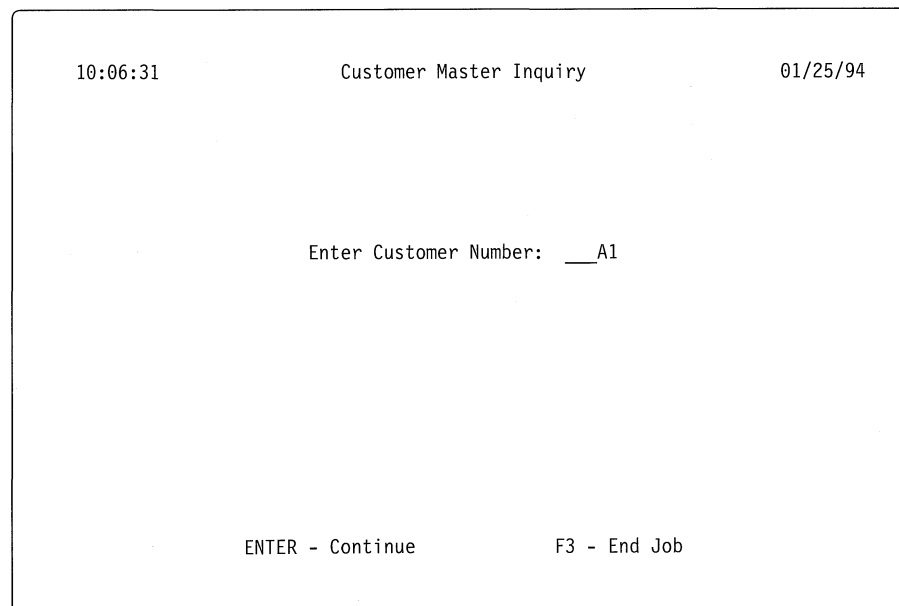 10:06:31 Customer Master Inquiry 01/25/94
Enter Customer Number: ___A1
ENTER - Continue F3 - End Job